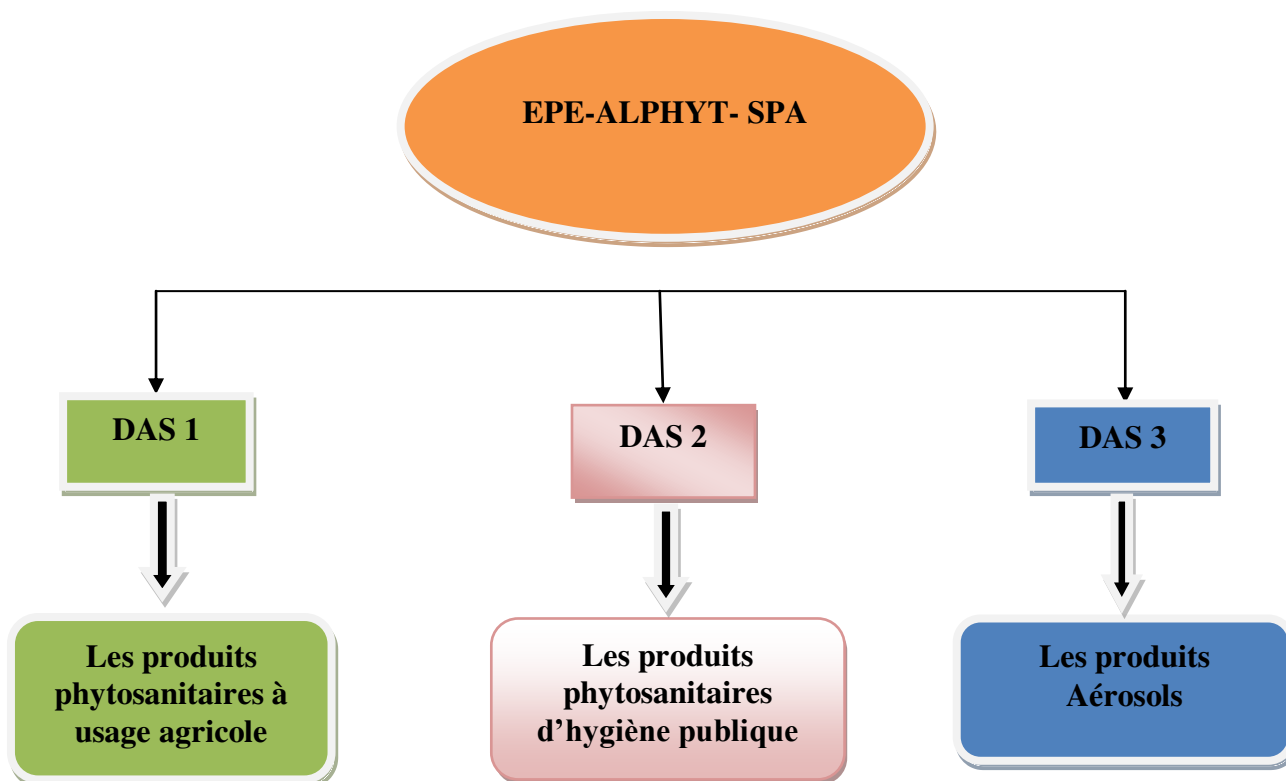 EPE-ALPHYT- SPA
DAS 1
DAS 2
DAS 3
Les produits
phytosanitaires à
usage agricole
Les produits
phytosanitaires
d’hygiène publique
Les produits
Aérosols